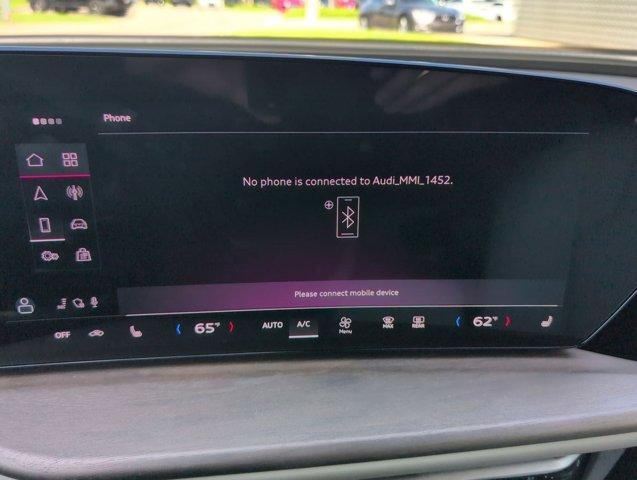 Phone
No phone is connected to Audi_MMI_1452.
Please connect mobile device
OFF 65°F AUTO A/C Menu MAX REAR 62°F